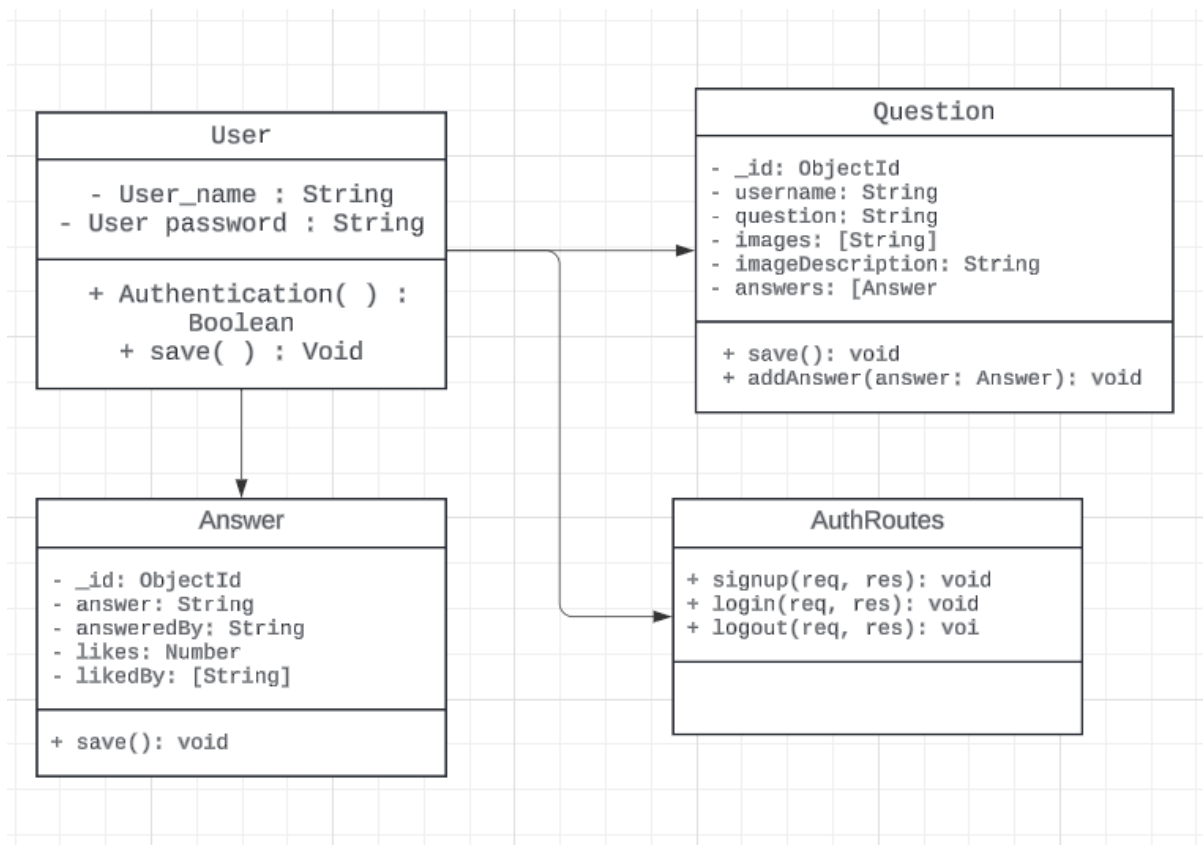 User
- User_name : String
- User password : String
+ Authentication( ) :
Boolean
+ save( ) : Void
Question
- _id: ObjectId
- username: String
- question: String
- images: [String]
- imageDescription: String
- answers: [Answer
+ save(): void
+ addAnswer(answer: Answer): void
Answer
- _id: ObjectId
- answer: String
- answeredBy: String
- likes: Number
- likedBy: [String]
+ save(): void
AuthRoutes
+ signup(req, res): void
+ login(req, res): void
+ logout(req, res): voi